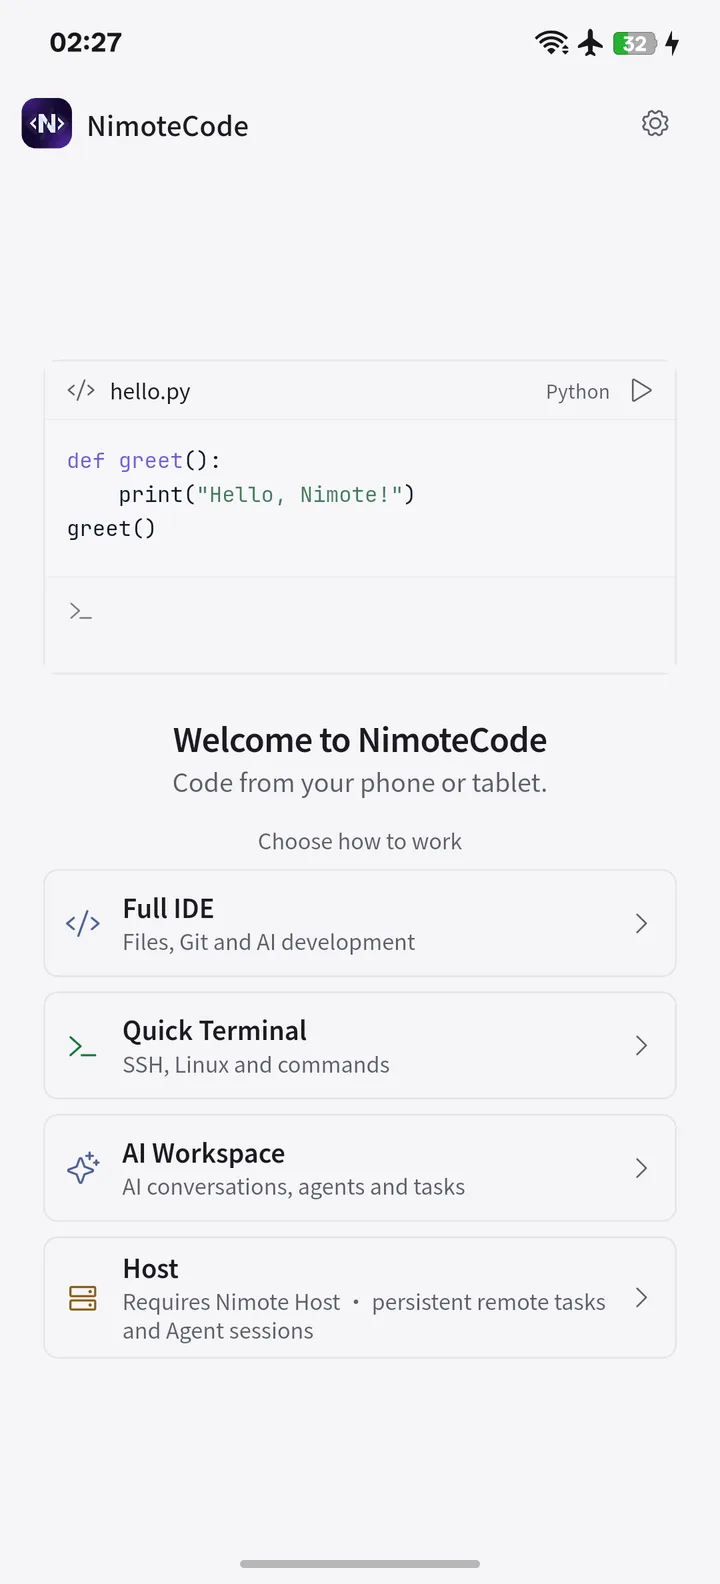 02:27
32
<N>
NimoteCode
</> hello.py
Python
def greet():
    print("Hello, Nimote!")
greet()
>_
Welcome to NimoteCode
Code from your phone or tablet.
Choose how to work
</>
Full IDE
Files, Git and AI development
>_
Quick Terminal
SSH, Linux and commands
AI Workspace
AI conversations, agents and tasks
Host
Requires Nimote Host • persistent remote tasks
and Agent sessions